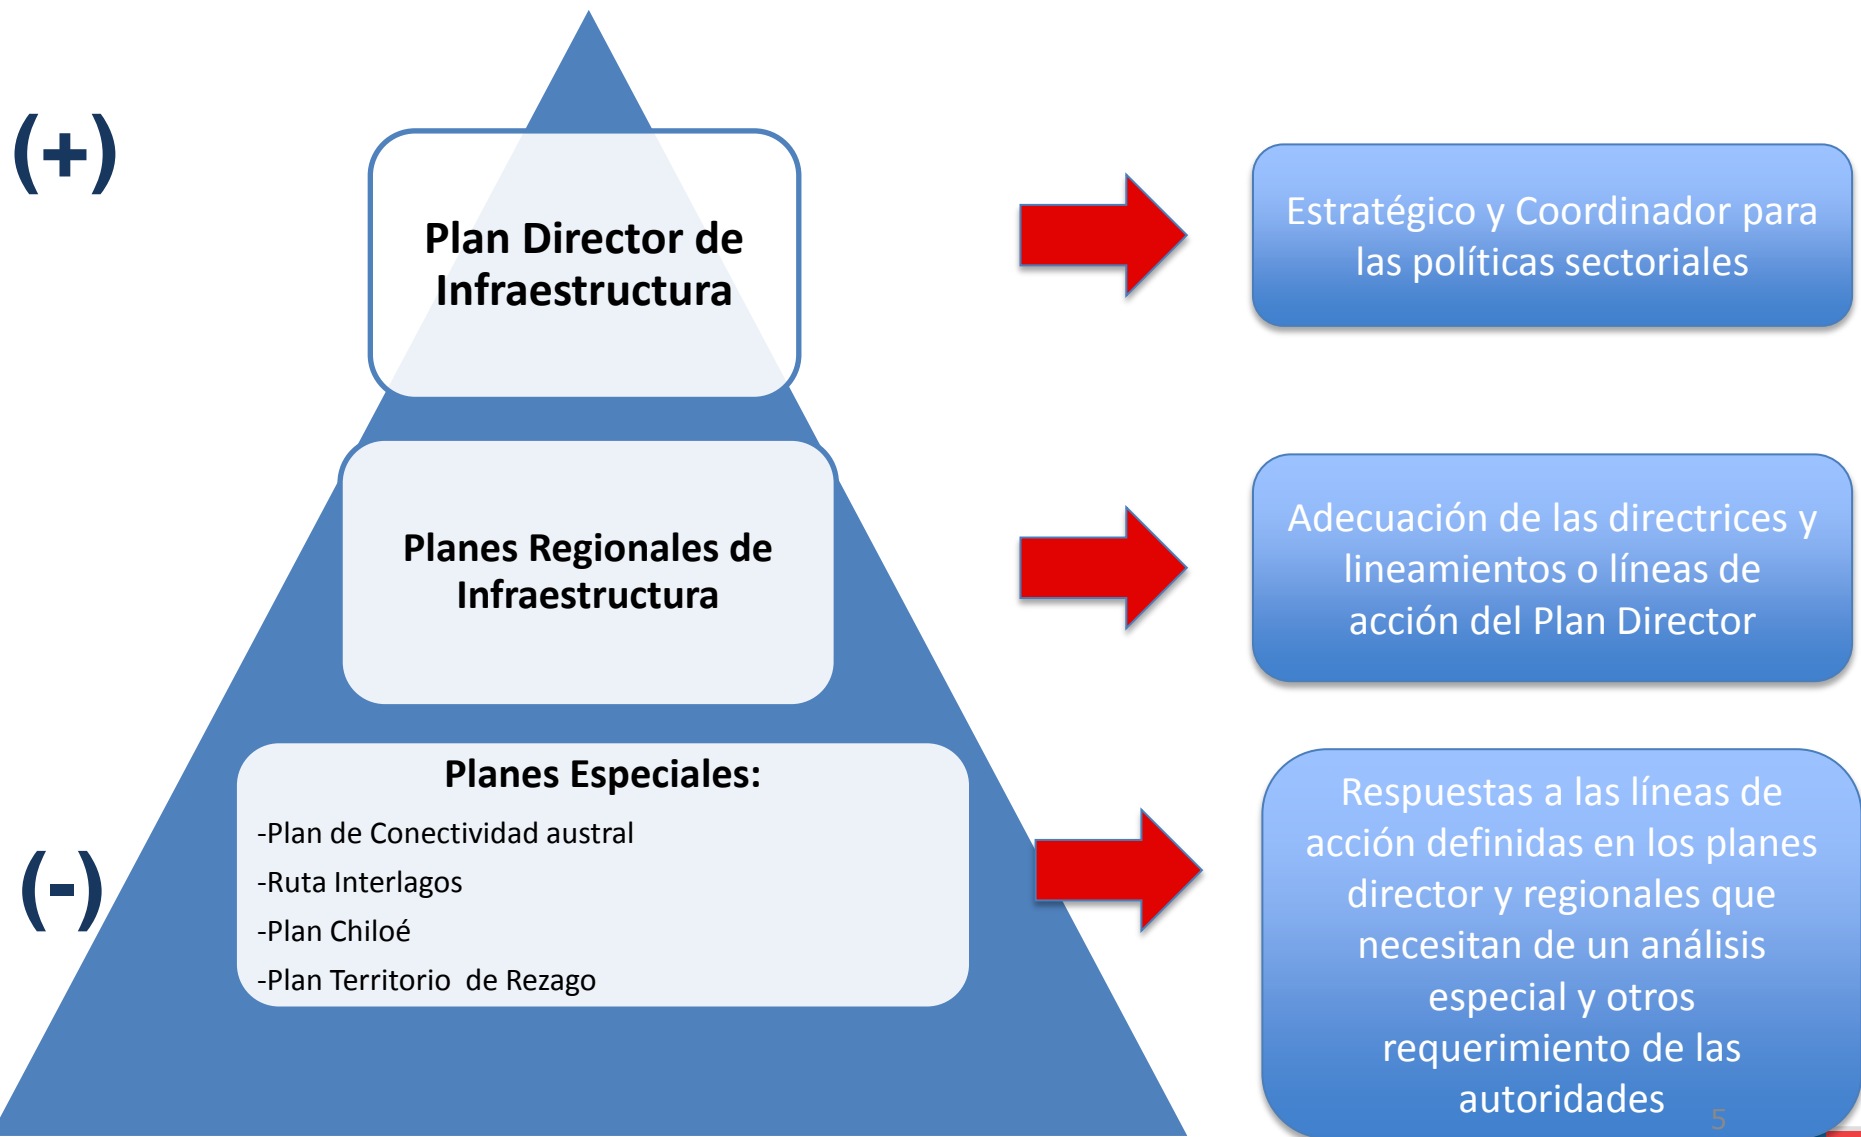 (+)
Plan Director de
Infraestructura
Estratégico y Coordinador para
las políticas sectoriales
Planes Regionales de
Infraestructura
Adecuación de las directrices y
lineamientos o líneas de
acción del Plan Director
(-)
Planes Especiales:
-Plan de Conectividad austral
-Ruta Interlagos
-Plan Chiloé
-Plan Territorio  de Rezago
Respuestas a las líneas de
acción definidas en los planes
director y regionales que
necesitan de un análisis
especial y otros
requerimiento de las
autoridades
5